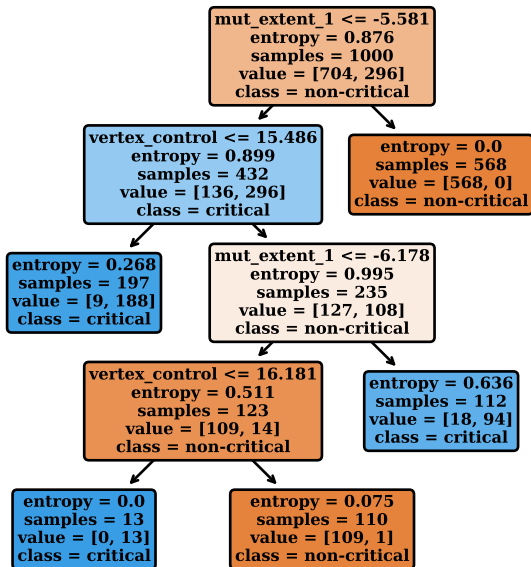 mut_extent_1 <= -5.581
entropy = 0.876
samples = 1000
value = [704, 296]
class = non-critical
vertex_control <= 15.486
entropy = 0.899
samples = 432
value = [136, 296]
class = critical
entropy = 0.0
samples = 568
value = [568, 0]
class = non-critical
entropy = 0.268
samples = 197
value = [9, 188]
class = critical
mut_extent_1 <= -6.178
entropy = 0.995
samples = 235
value = [127, 108]
class = non-critical
vertex_control <= 16.181
entropy = 0.511
samples = 123
value = [109, 14]
class = non-critical
entropy = 0.636
samples = 112
value = [18, 94]
class = critical
entropy = 0.0
samples = 13
value = [0, 13]
class = critical
entropy = 0.075
samples = 110
value = [109, 1]
class = non-critical